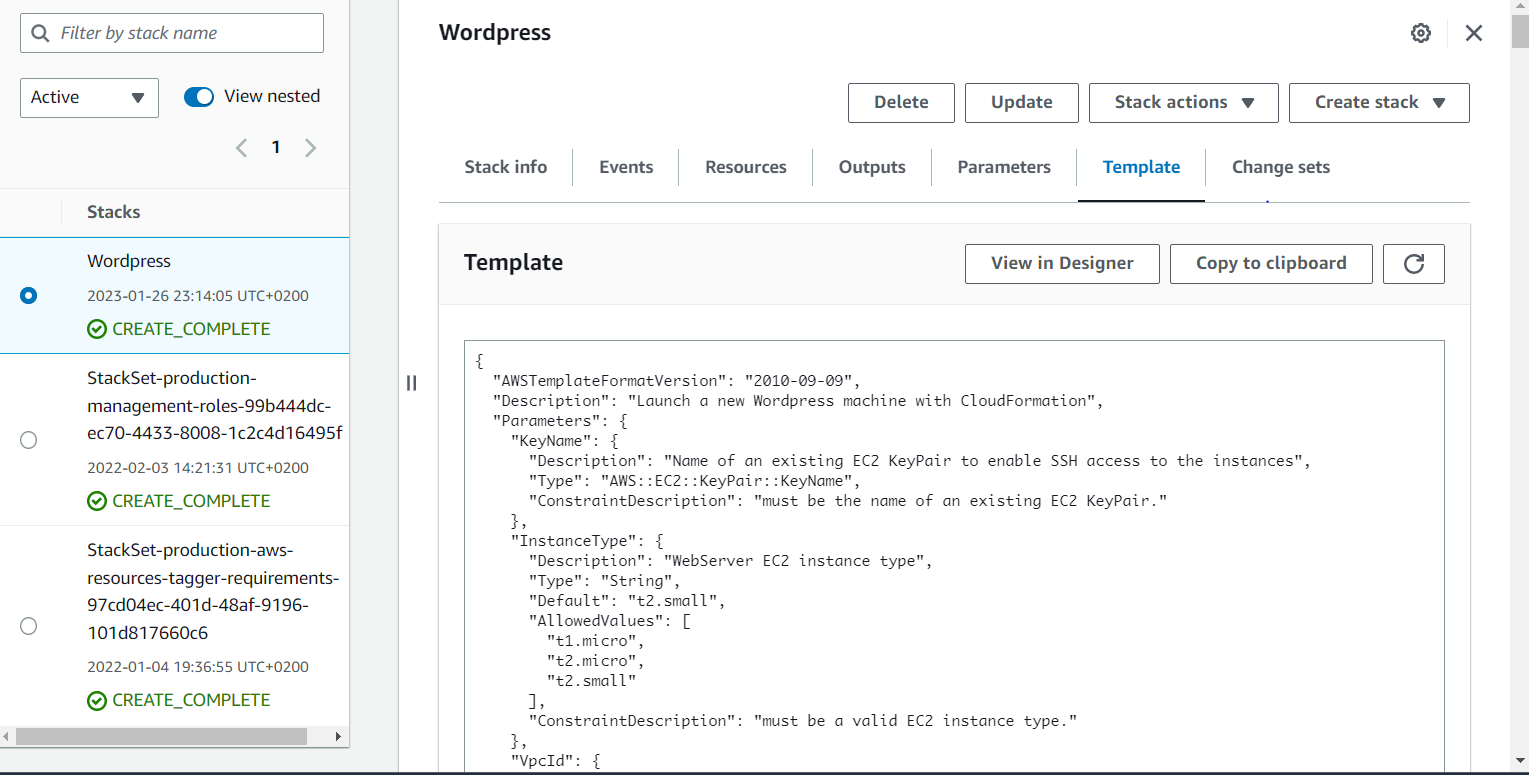 Filter by stack name
Active
View nested
1
Stacks
Wordpress
2023-01-26 23:14:05 UTC+0200
CREATE_COMPLETE
StackSet-production-
management-roles-99b444dc-
ec70-4433-8008-1c2c4d16495f
2022-02-03 14:21:31 UTC+0200
CREATE_COMPLETE
StackSet-production-aws-
resources-tagger-requirements-
97cd04ec-401d-48af-9196-
101d817660c6
2022-01-04 19:36:55 UTC+0200
CREATE_COMPLETE
Wordpress
Delete
Update
Stack actions
Create stack
Stack info
Events
Resources
Outputs
Parameters
Template
Change sets
Template
View in Designer
Copy to clipboard
{
  "AWSTemplateFormatVersion": "2010-09-09",
  "Description": "Launch a new Wordpress machine with CloudFormation",
  "Parameters": {
    "KeyName": {
      "Description": "Name of an existing EC2 KeyPair to enable SSH access to the instances",
      "Type": "AWS::EC2::KeyPair::KeyName",
      "ConstraintDescription": "must be the name of an existing EC2 KeyPair."
    },
    "InstanceType": {
      "Description": "WebServer EC2 instance type",
      "Type": "String",
      "Default": "t2.small",
      "AllowedValues": [
        "t1.micro",
        "t2.micro",
        "t2.small"
      ],
      "ConstraintDescription": "must be a valid EC2 instance type."
    },
    "VpcId": {